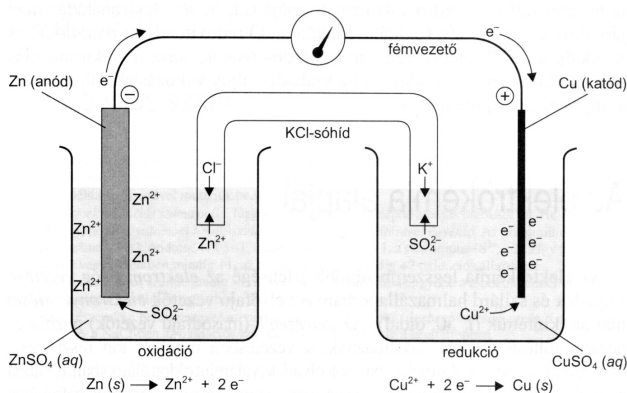 e⁻
e⁻
fémvezető
Zn (anód)
−
+
Cu (katód)
KCl-sóhíd
Cl⁻
K⁺
Zn²⁺
Zn²⁺
SO₄²⁻
Zn²⁺
Zn²⁺
Zn²⁺
e⁻
e⁻
e⁻
e⁻
e⁻
e⁻
SO₄²⁻
Cu²⁺
ZnSO₄ (aq)
oxidáció
redukció
CuSO₄ (aq)
Zn (s) → Zn²⁺ + 2 e⁻
Cu²⁺ + 2 e⁻ → Cu (s)